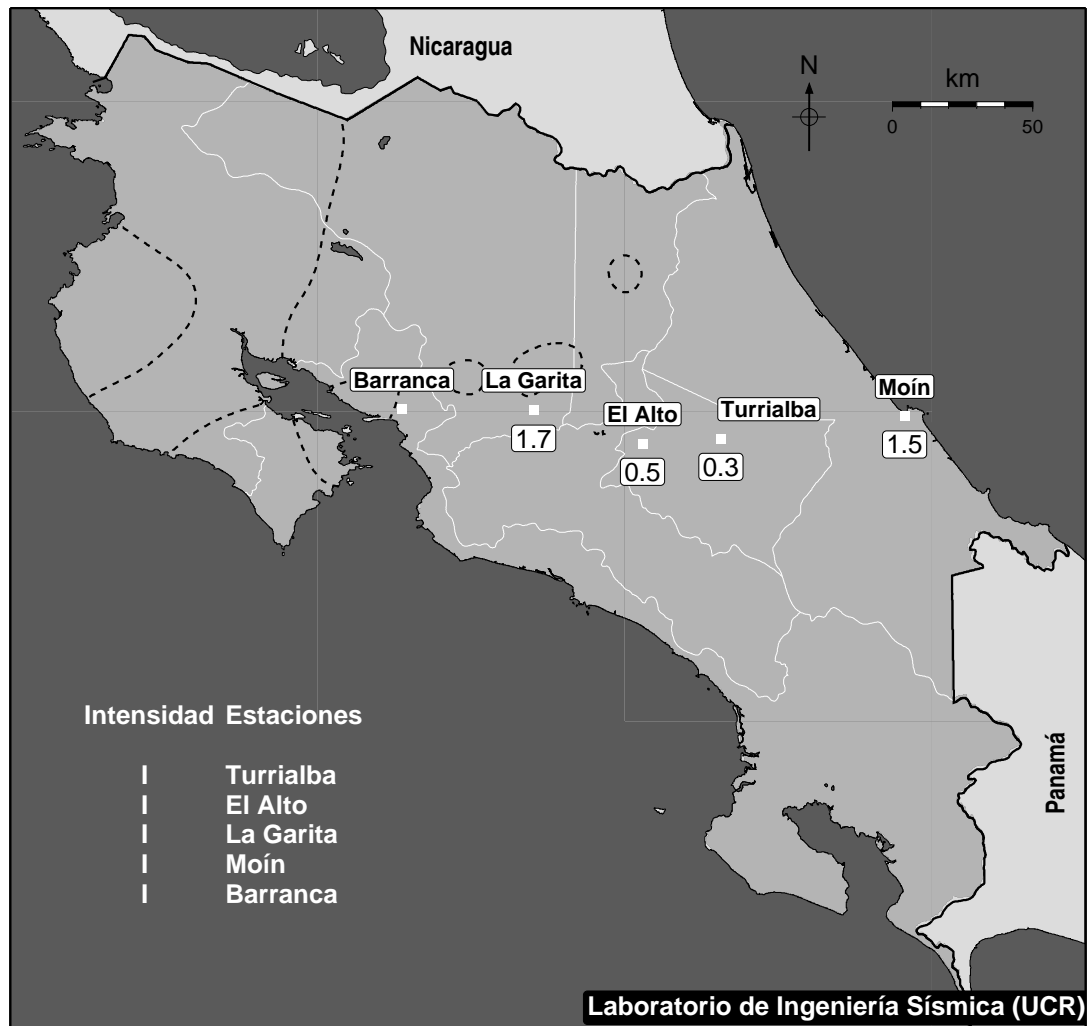 Nicaragua
N
km
0 50
Barranca
La Garita
Moín
El Alto
Turrialba
1.7
1.5
0.5
0.3
Intensidad Estaciones
I Turrialba
I El Alto
I La Garita
I Moín
I Barranca
Panamá
Laboratorio de Ingeniería Sísmica (UCR)